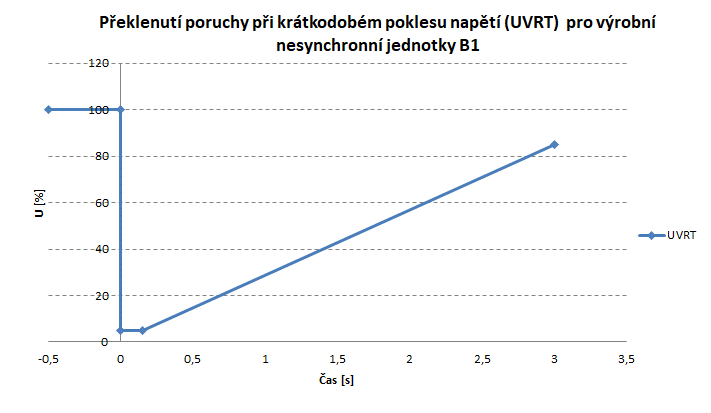 Překlenutí poruchy při krátkodobém poklesu napětí (UVRT) pro výrobní
nesynchronní jednotky B1
120
100
80
60
40
20
0
U [%]
-0,5 0 0,5 1 1,5 2 2,5 3 3,5
Čas [s]
UVRT